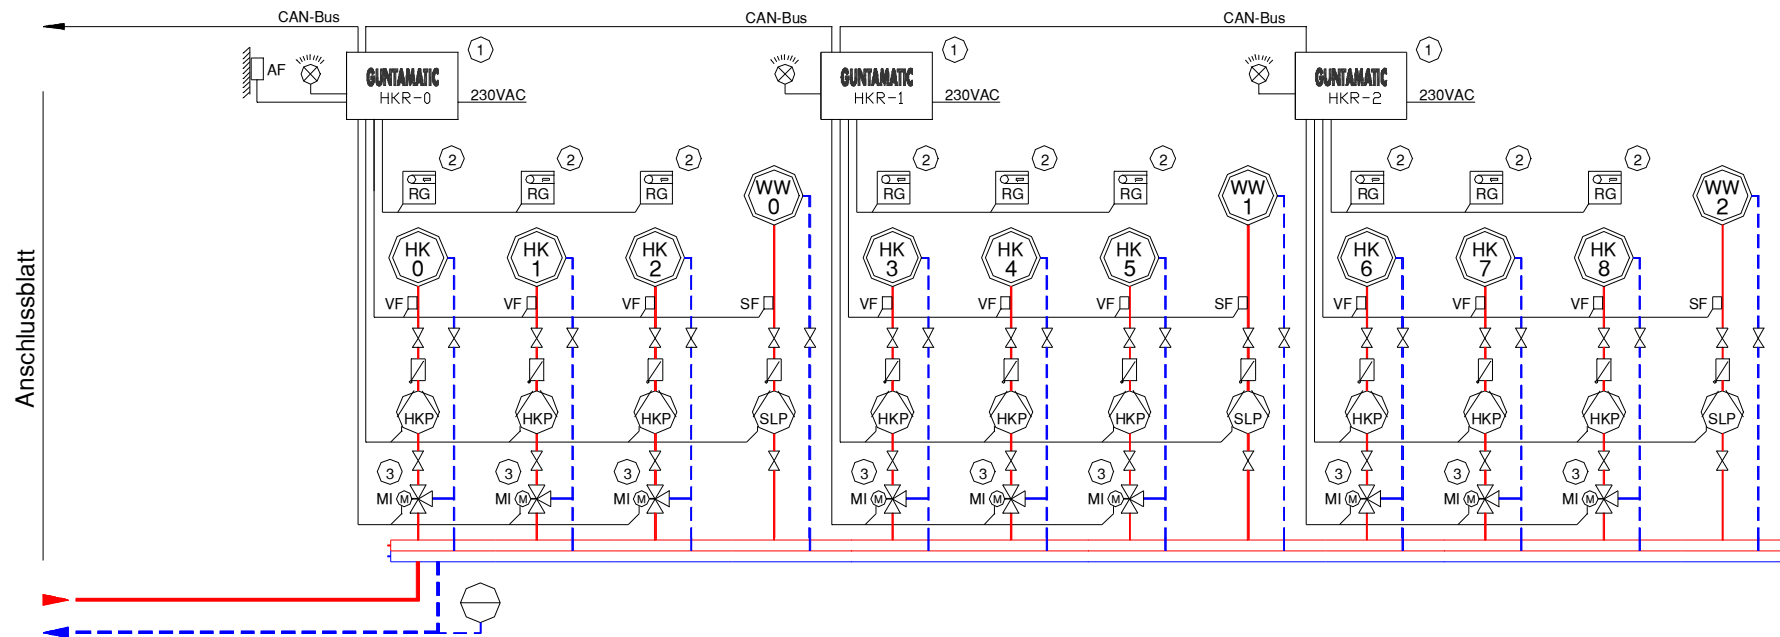 CAN-Bus CAN-Bus CAN-Bus
1 1 1
AF
GUNTAMATIC GUNTAMATIC GUNTAMATIC
HKR-0 230VAC HKR-1 230VAC HKR-2 230VAC
2 2 2 2 2 2 2 2 2
RG RG RG RG RG RG RG RG RG
WW 0 WW 1 WW 2
HK 0 HK 1 HK 2 HK 3 HK 4 HK 5 HK 6 HK 7 HK 8
VF VF VF SF VF VF VF SF VF VF VF SF
Anschlussblatt
HKP HKP HKP SLP HKP HKP HKP SLP HKP HKP HKP SLP
3 3 3 3 3 3 3 3 3
MI M MI M MI M MI M MI M MI M MI M MI M MI M